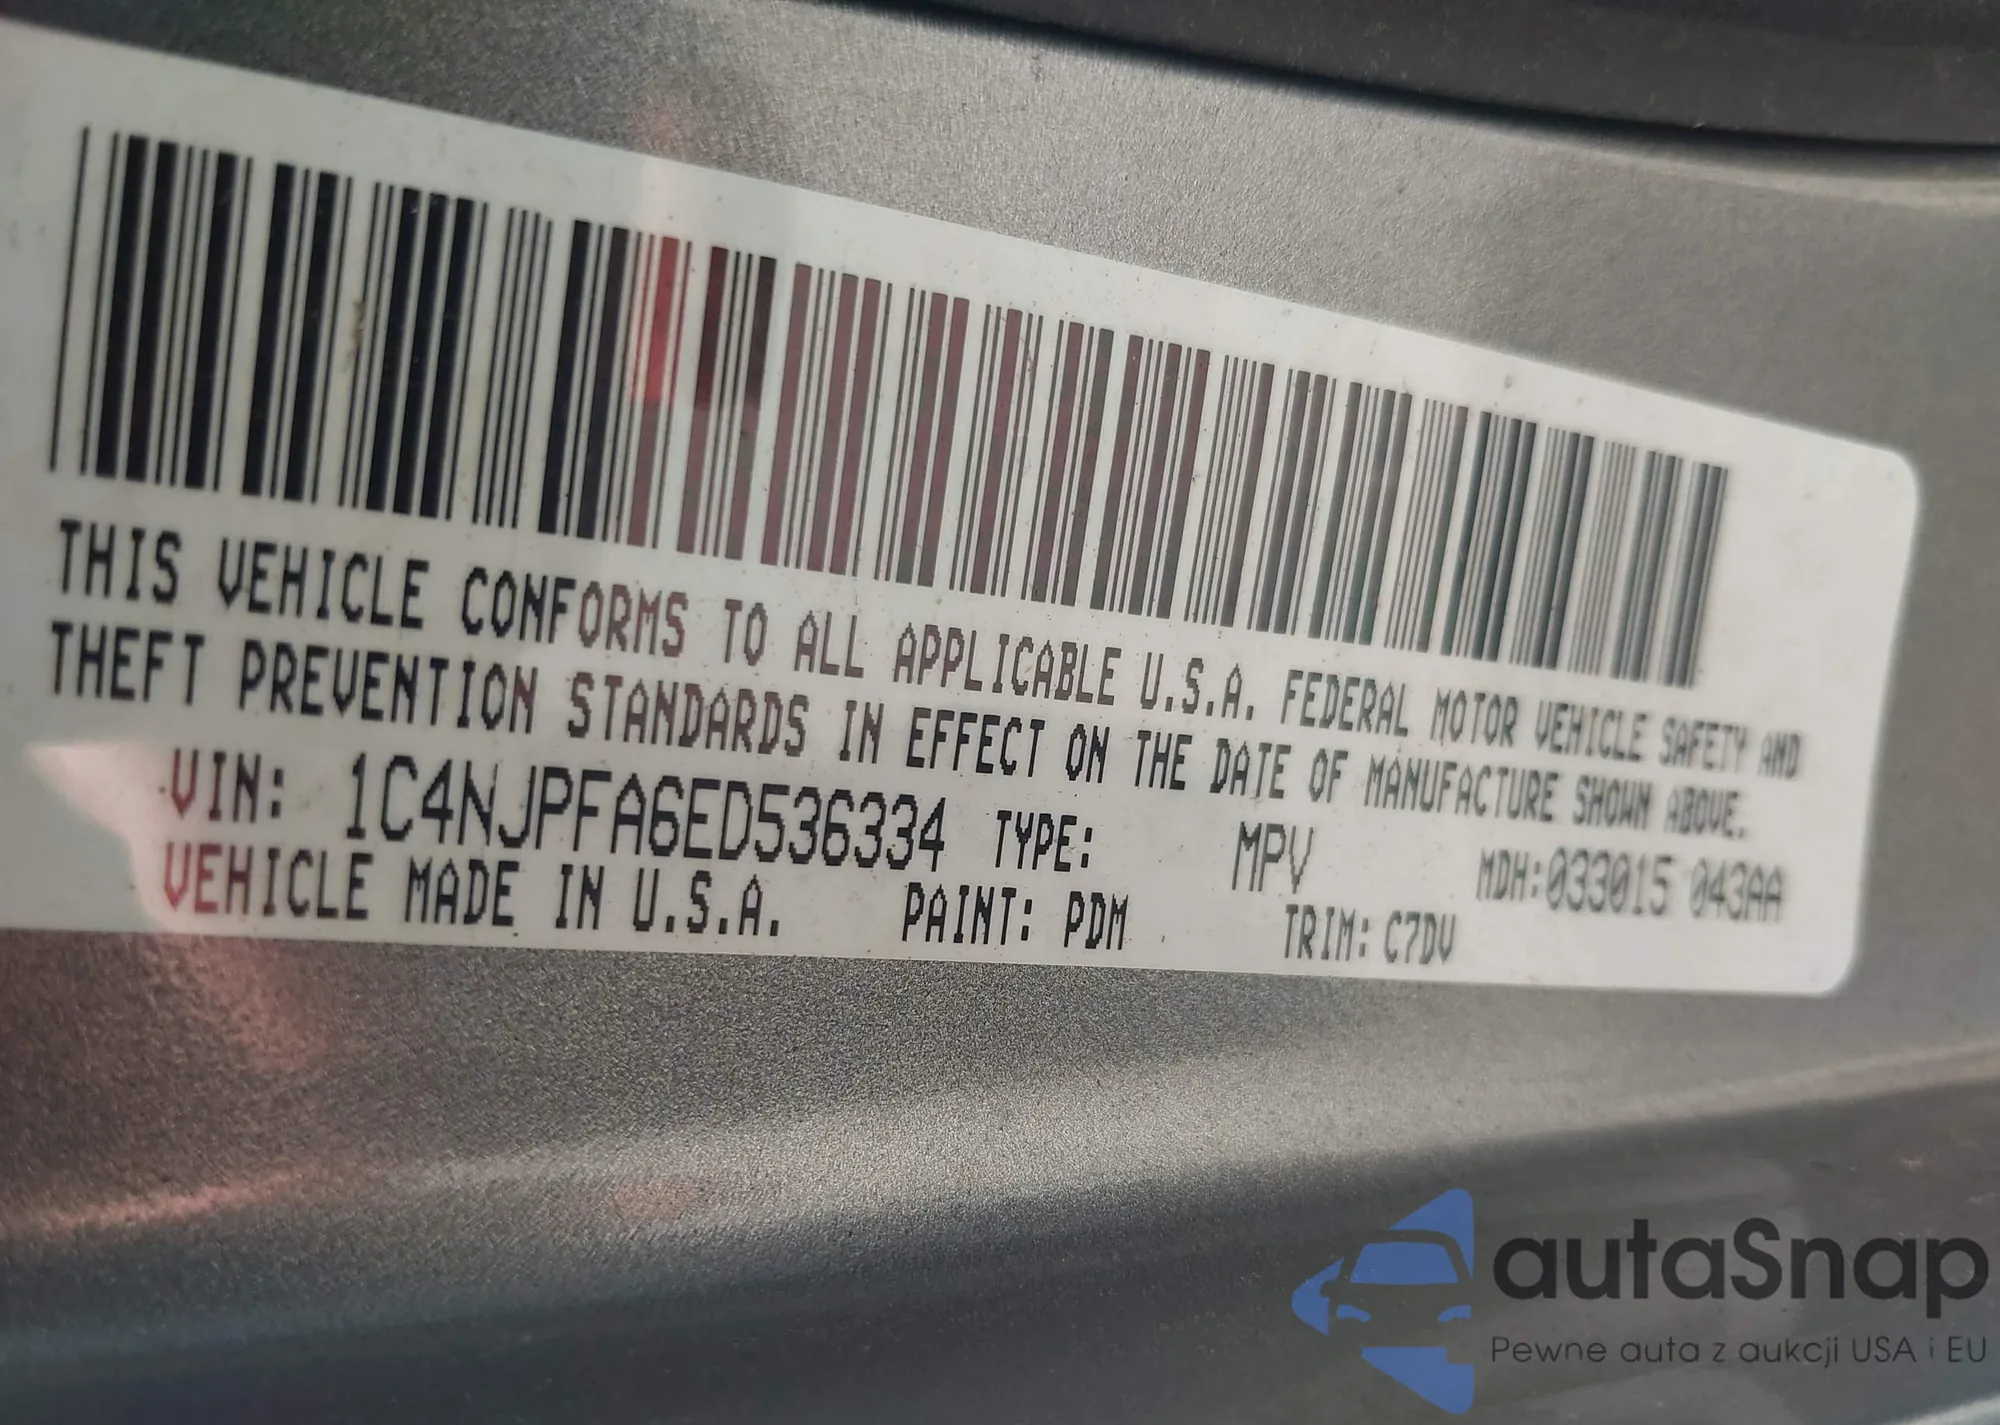 THIS VEHICLE CONFORMS TO ALL APPLICABLE U.S.A. FEDERAL MOTOR VEHICLE SAFETY AND
THEFT PREVENTION STANDARDS IN EFFECT ON THE DATE OF MANUFACTURE SHOWN ABOVE.
VIN: 1C4NJPFA6ED536334 TYPE: MPV MDH:033015 043AA
VEHICLE MADE IN U.S.A. PAINT: PDM TRIM: C7DV
autaSnap
Pewne auta z aukcji USA i EU